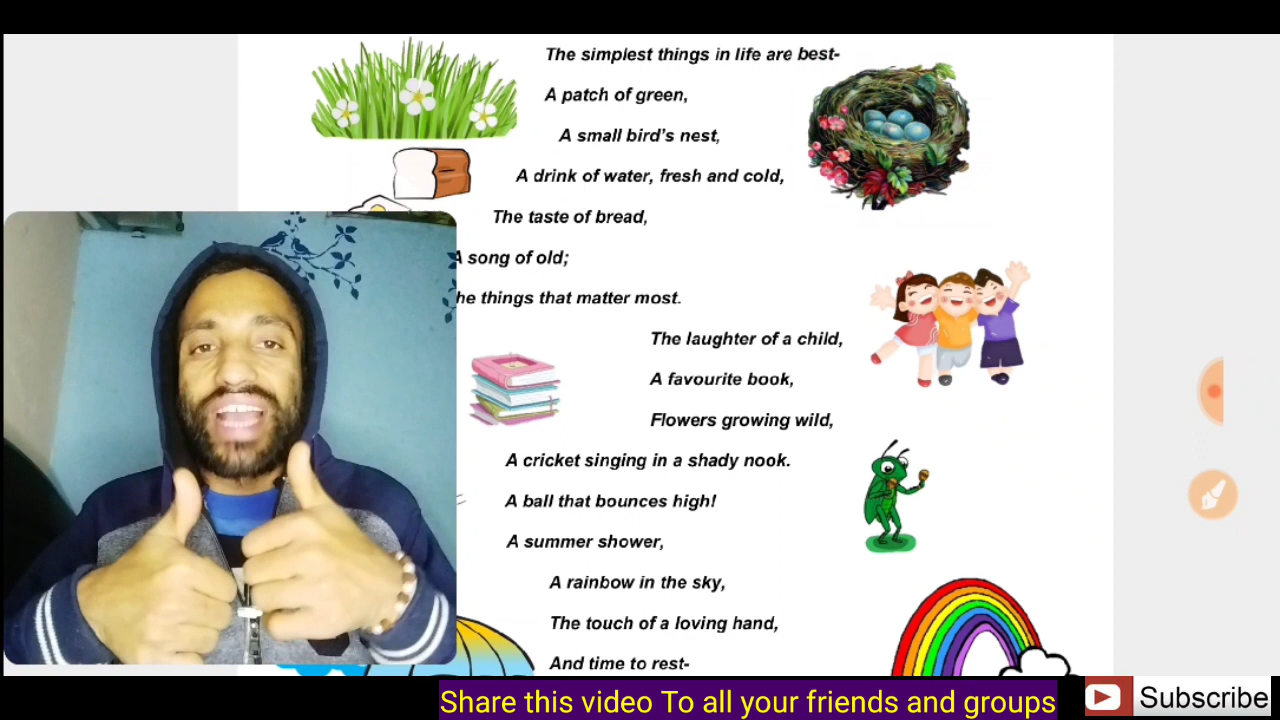 The simplest things in life are best-
A patch of green,
A small bird's nest,
A drink of water, fresh and cold,
The taste of bread,
A song of old;
he things that matter most.
The laughter of a child,
A favourite book,
Flowers growing wild,
A cricket singing in a shady nook.
A ball that bounces high!
A summer shower,
A rainbow in the sky,
The touch of a loving hand,
And time to rest-
Share this video To all your friends and groups
Subscribe